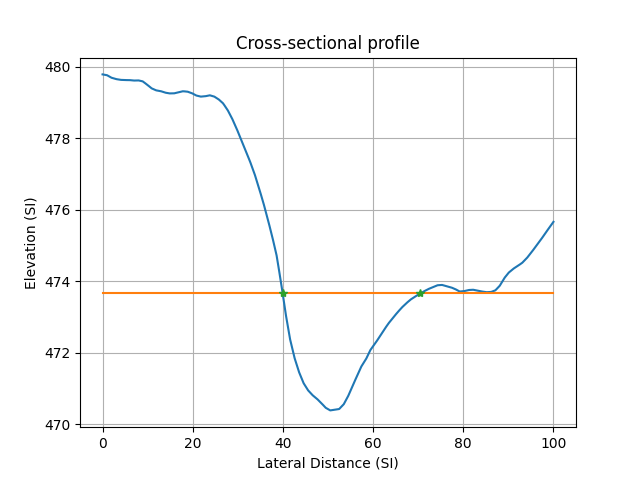 Cross-sectional profile
Elevation (SI)
480
478
476
474
472
470
0 20 40 60 80 100
Lateral Distance (SI)